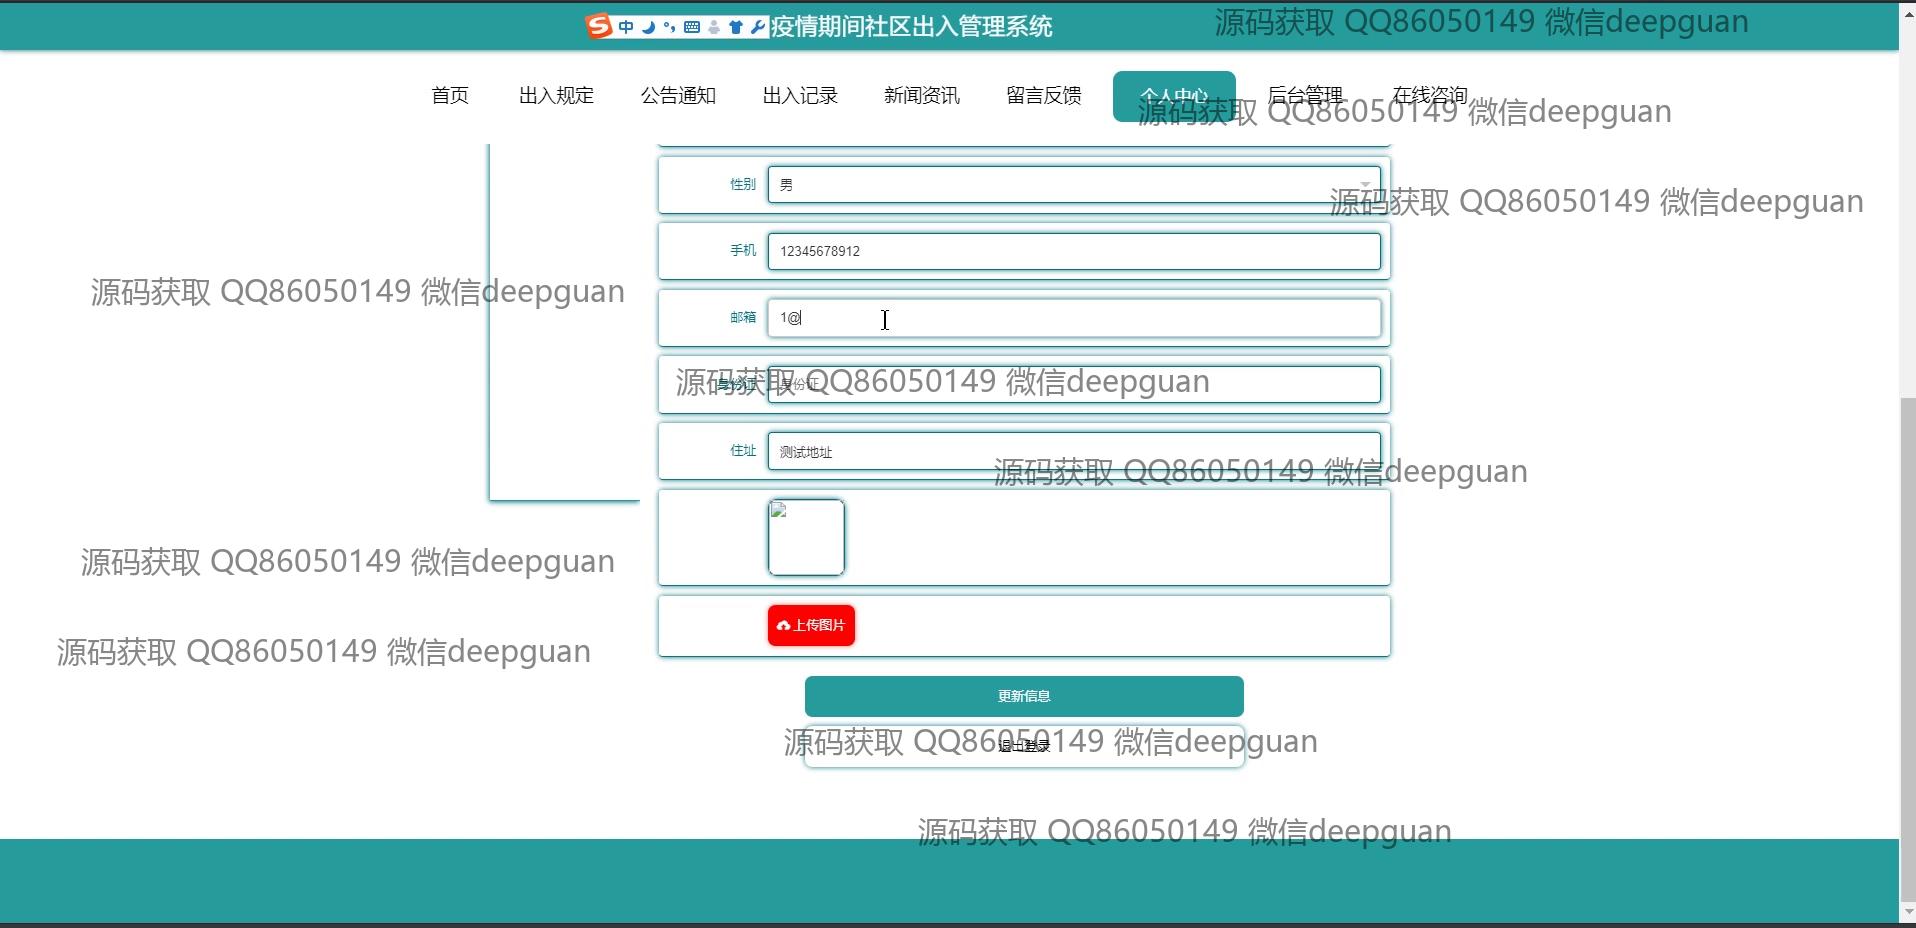 中
疫情期间社区出入管理系统
源码获取 QQ86050149 微信deepguan
首页
出入规定
公告通知
出入记录
新闻资讯
留言反馈
个人中心
后台管理
在线咨询
源码获取 QQ86050149 微信deepguan
性别
男
源码获取 QQ86050149 微信deepguan
手机
12345678912
源码获取 QQ86050149 微信deepguan
邮箱
1@
身份证
身份证
源码获取 QQ86050149 微信deepguan
住址
测试地址
源码获取 QQ86050149 微信deepguan
源码获取 QQ86050149 微信deepguan
上传图片
源码获取 QQ86050149 微信deepguan
更新信息
退出登录
源码获取 QQ86050149 微信deepguan
源码获取 QQ86050149 微信deepguan